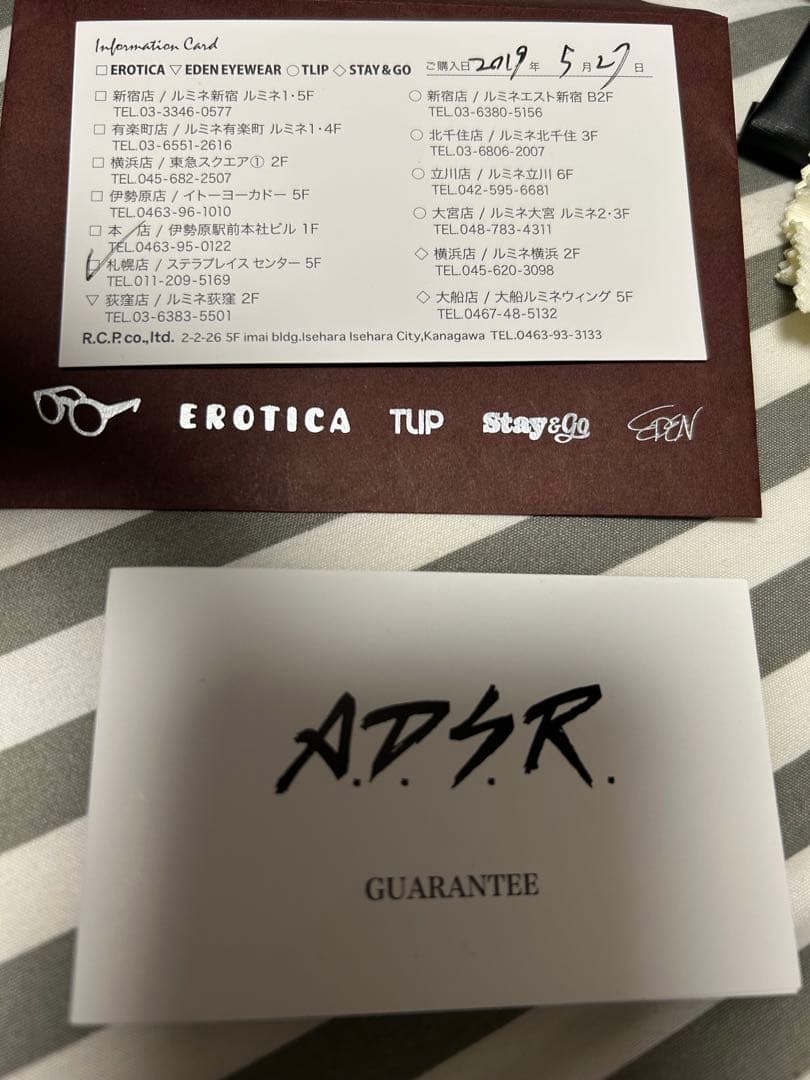 Information Card
□EROTICA ▽EDEN EYEWEAR ○TLIP ◇STAY&GO
ご購入日 2019 年 5 月 27 日
□ 新宿店 / ルミネ新宿 ルミネ1・5F
TEL.03-3346-0577
□ 有楽町店 / ルミネ有楽町 ルミネ1・4F
TEL.03-6551-2616
□ 横浜店 / 東急スクエア① 2F
TEL.045-682-2507
□ 伊勢原店 / イトーヨーカドー 5F
TEL.0463-96-1010
□ 本 店 / 伊勢原駅前本社ビル 1F
TEL.0463-95-0122
□ 札幌店 / ステラプレイス センター 5F
TEL.011-209-5169
▽ 荻窪店 / ルミネ荻窪 2F
TEL.03-6383-5501
○ 新宿店 / ルミネエスト新宿 B2F
TEL.03-6380-5156
○ 北千住店 / ルミネ北千住 3F
TEL.03-6806-2007
○ 立川店 / ルミネ立川 6F
TEL.042-595-6681
○ 大宮店 / ルミネ大宮 ルミネ2・3F
TEL.048-783-4311
◇ 横浜店 / ルミネ横浜 2F
TEL.045-620-3098
◇ 大船店 / 大船ルミネウィング 5F
TEL.0467-48-5132
R.C.P.co.,ltd. 2-2-26 5F imai bldg.Isehara Isehara City,Kanagawa TEL.0463-93-3133
EROTICA TLIP Stay&Go EDEN
A.D.S.R.
GUARANTEE